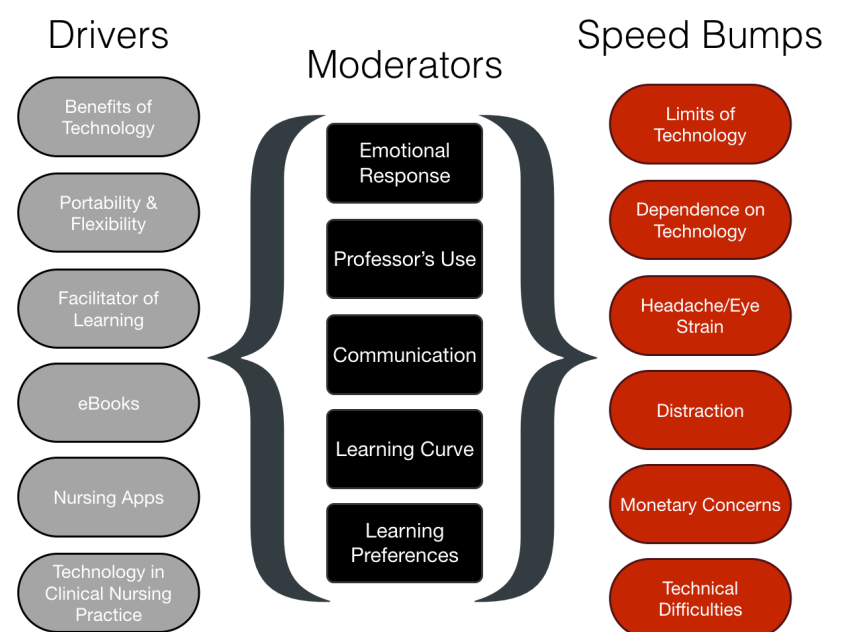 Drivers
Benefits of
Technology
Portability &
Flexibility
Facilitator of
Learning
eBooks
Nursing Apps
Technology in
Clinical Nursing
Practice
Moderators
Emotional
Response
Professor’s Use
Communication
Learning Curve
Learning
Preferences
Speed Bumps
Limits of
Technology
Dependence on
Technology
Headache/Eye
Strain
Distraction
Monetary Concerns
Technical
Difficulties